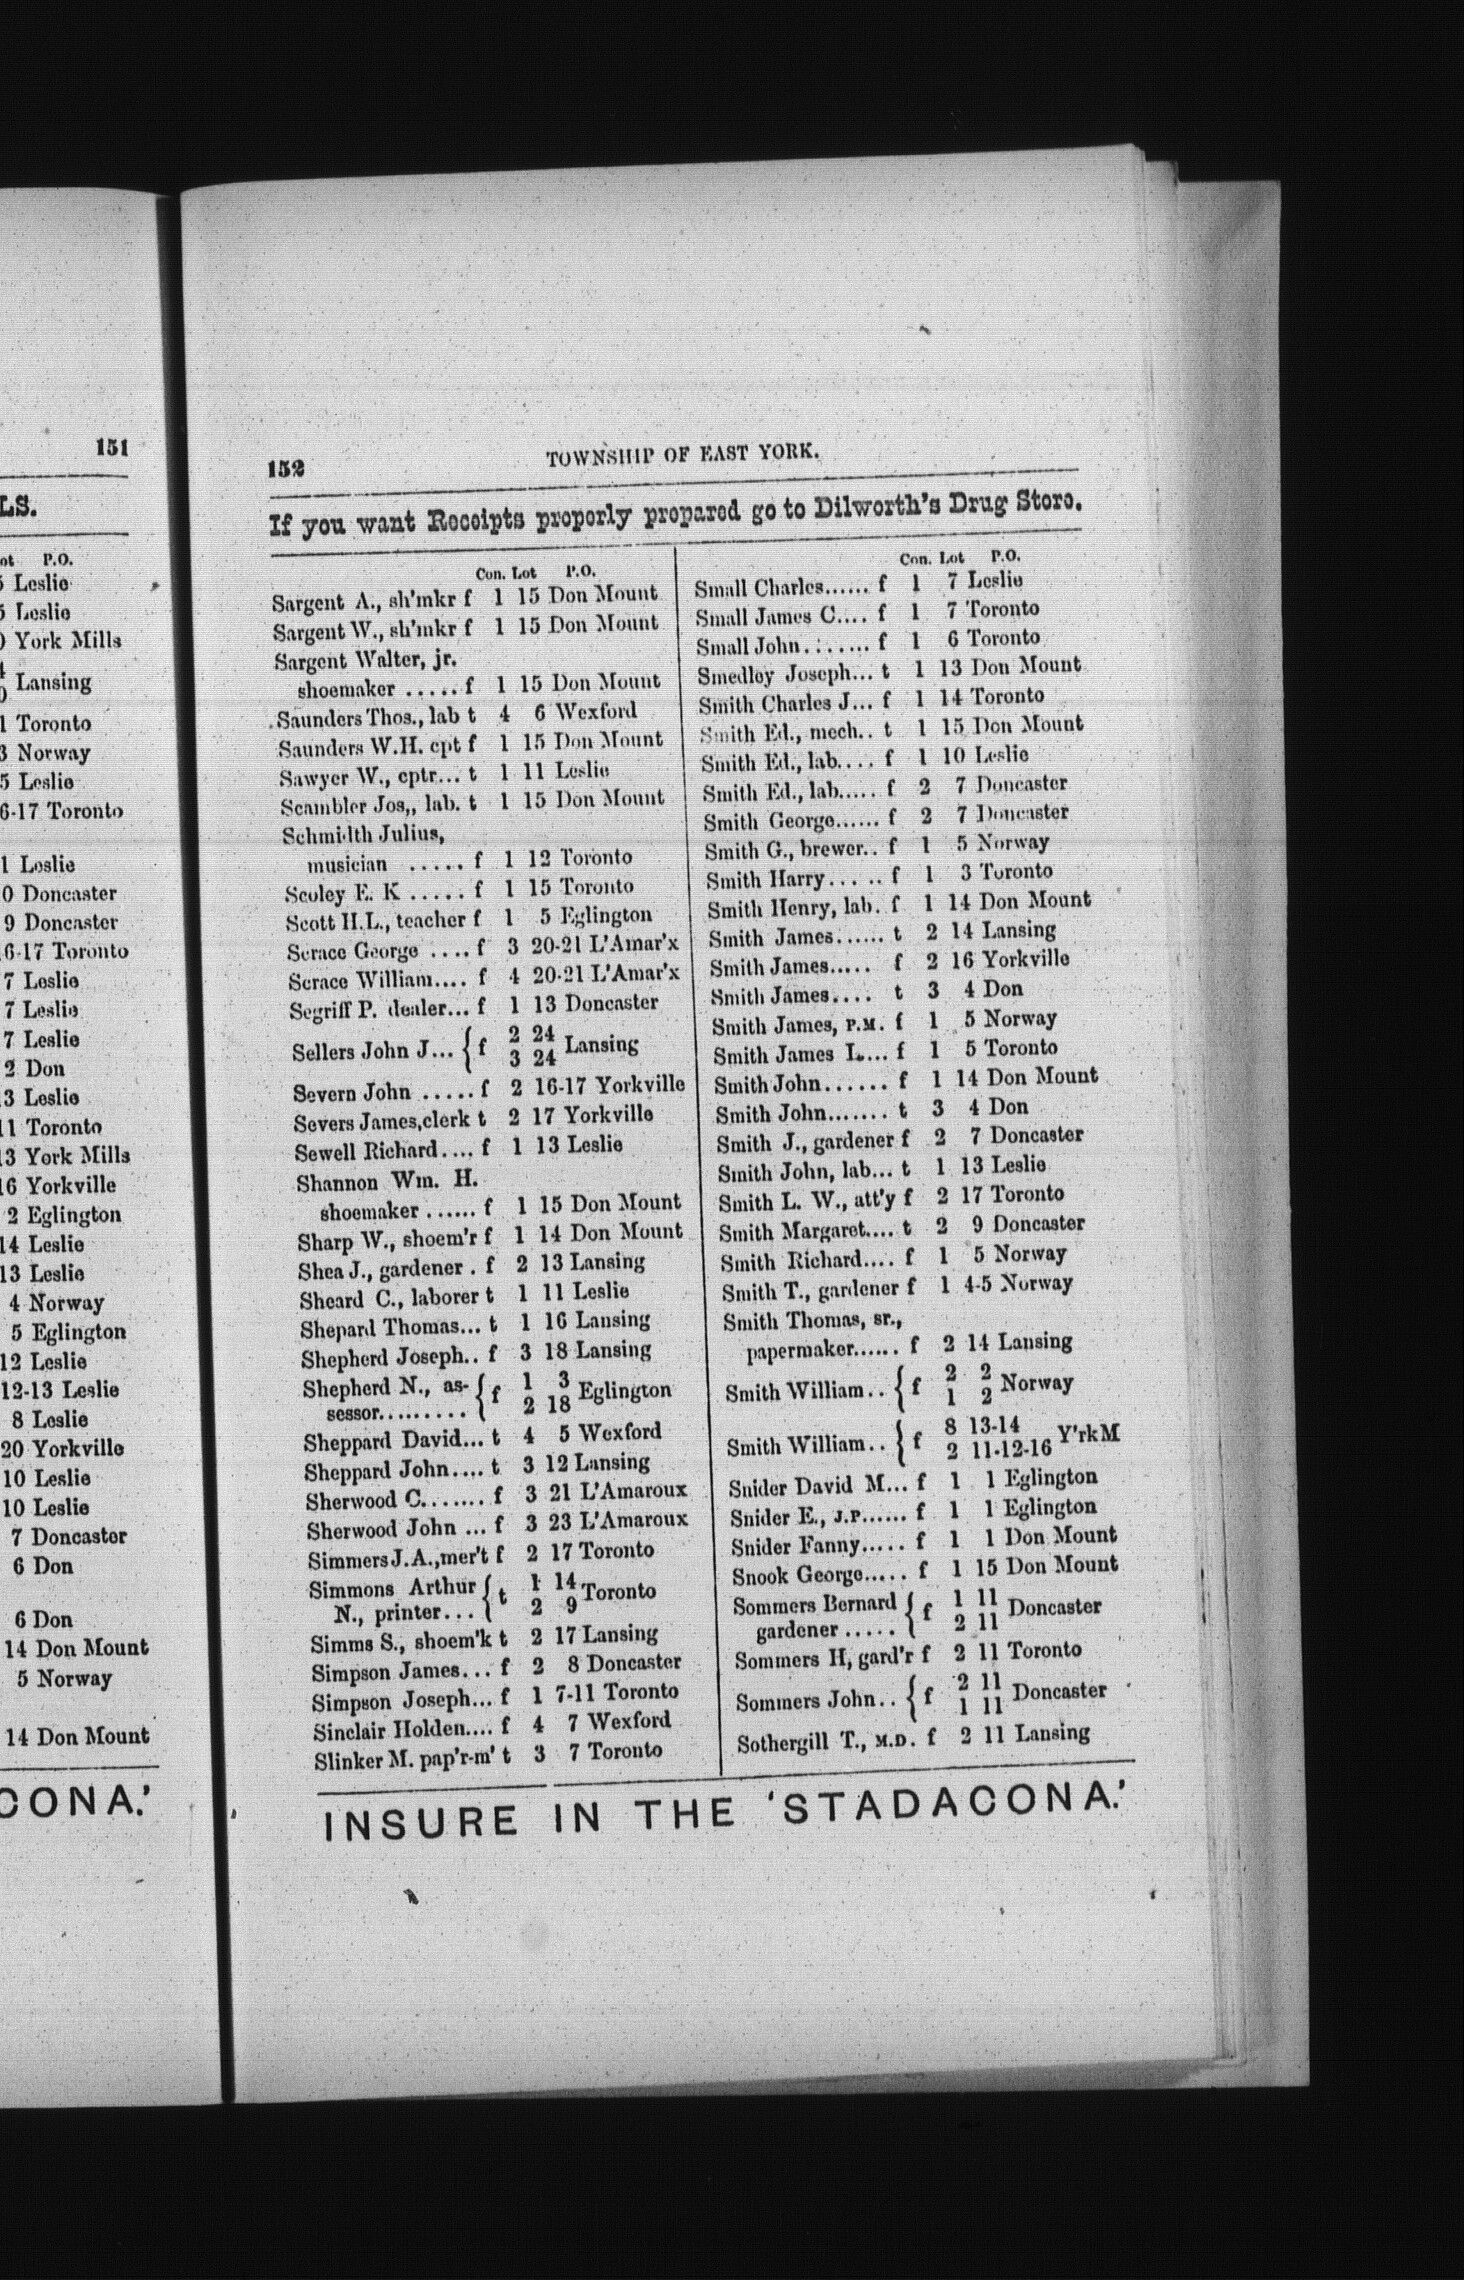 151
LS.
ot P.O.
5 Leslie
5 Leslie
0 York Mills
Lansing
1 Toronto
3 Norway
5 Leslie
6-17 Toronto
1 Leslie
0 Doncaster
9 Doncaster
16-17 Toronto
7 Leslie
7 Leslie
7 Leslie
2 Don
13 Leslie
11 Toronto
13 York Mills
16 Yorkville
2 Eglington
14 Leslie
13 Leslie
4 Norway
5 Eglington
12 Leslie
12-13 Leslie
8 Leslie
20 Yorkville
10 Leslie
10 Leslie
7 Doncaster
6 Don
6 Don
14 Don Mount
5 Norway
14 Don Mount
CONA.'
152 TOWNSHIP OF EAST YORK.
If you want Receipts properly prepared go to Dilworth's Drug Store.
Con. Lot P.O.
Sargent A., sh'mkr f 1 15 Don Mount
Sargent W., sh'mkr f 1 15 Don Mount
Sargent Walter, jr.
shoemaker ..... f 1 15 Don Mount
Saunders Thos., lab t 4 6 Wexford
Saunders W.H. cpt f 1 15 Don Mount
Sawyer W., cptr... t 1 11 Leslie
Scambler Jos,, lab. t 1 15 Don Mount
Schmidth Julius,
musician ..... f 1 12 Toronto
Scoley E. K ..... f 1 15 Toronto
Scott H.L., teacher f 1 5 Eglington
Scrace George .... f 3 20-21 L'Amar'x
Scrace William.... f 4 20-21 L'Amar'x
Segriff P. dealer... f 1 13 Doncaster
Sellers John J... { f 2 24 Lansing
3 24
Severn John ..... f 2 16-17 Yorkville
Severs James, clerk t 2 17 Yorkville
Sewell Richard.... f 1 13 Leslie
Shannon Wm. H.
shoemaker ...... f 1 15 Don Mount
Sharp W., shoem'r f 1 14 Don Mount
Shea J., gardener . f 2 13 Lansing
Sheard C., laborer t 1 11 Leslie
Shepard Thomas... t 1 16 Lansing
Shepherd Joseph.. f 3 18 Lansing
Shepherd N., as- { f 1 3 Eglington
sessor......... 2 18
Sheppard David... t 4 5 Wexford
Sheppard John.... t 3 12 Lansing
Sherwood C....... f 3 21 L'Amaroux
Sherwood John ... f 3 23 L'Amaroux
Simmers J. A., mer't f 2 17 Toronto
Simmons Arthur { t 1 14 Toronto
N., printer... 2 9
Simms S., shoem'k t 2 17 Lansing
Simpson James... f 2 8 Doncaster
Simpson Joseph... f 1 7-11 Toronto
Sinclair Holden.... f 4 7 Wexford
Slinker M. pap'r-m' t 3 7 Toronto
Con. Lot P.O.
Small Charles...... f 1 7 Leslie
Small James C.... f 1 7 Toronto
Small John....... f 1 6 Toronto
Smedley Joseph... t 1 13 Don Mount
Smith Charles J... f 1 14 Toronto
Smith Ed., mech.. t 1 15 Don Mount
Smith Ed., lab.... f 1 10 Leslie
Smith Ed., lab..... f 2 7 Doncaster
Smith George...... f 2 7 Doncaster
Smith G., brewer.. f 1 5 Norway
Smith Harry... .. f 1 3 Toronto
Smith Henry, lab. f 1 14 Don Mount
Smith James...... t 2 14 Lansing
Smith James..... f 2 16 Yorkville
Smith James.... t 3 4 Don
Smith James, P.M. f 1 5 Norway
Smith James L.... f 1 5 Toronto
Smith John....... f 1 14 Don Mount
Smith John....... t 3 4 Don
Smith J., gardener f 2 7 Doncaster
Smith John, lab... t 1 13 Leslie
Smith L. W., att'y f 2 17 Toronto
Smith Margaret.... t 2 9 Doncaster
Smith Richard.... f 1 5 Norway
Smith T., gardener f 1 4-5 Norway
Smith Thomas, sr.,
papermaker...... f 2 14 Lansing
Smith William.. { f 2 2 Norway
1 2
Smith William.. { f 8 13-14 Y'rk M
2 11-12-16
Snider David M... f 1 1 Eglington
Snider E., J.P...... f 1 1 Eglington
Snider Fanny..... f 1 1 Don Mount
Snook George..... f 1 15 Don Mount
Sommers Bernard { f 1 11 Doncaster
gardener ..... 2 11
Sommers H, gard'r f 2 11 Toronto
Sommers John.. { f 2 11 Doncaster
1 11
Sothergill T., M.D. f 2 11 Lansing
INSURE IN THE 'STADACONA.'